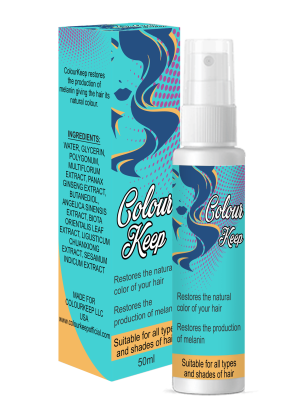 ColourKeep restores
the production of
melanin giving the hair its
natural colour.
INGREDIENTS:
WATER, GLYCERIN,
POLYGONUM,
MULTIFLORUM
EXTRACT, PANAX
GINSENG EXTRACT,
BUTANEDIOL,
ANGELICA SINENSIS
EXTRACT, BIOTA
ORIENTALIS LEAF
EXTRACT, LIGUSTICUM
CHUANXIONG
EXTRACT, SESAMUM
INDICUM EXTRACT
MADE FOR
COLOURKEEP LLC
USA
www.colourkeepofficial.com
Colour
Keep
Restores the natural
color of your hair
Restores the
production of melanin
Suitable for all types
and shades of hair
50ml
Colour
Keep
Restores the natural
color of your hair
Restores the production
of melanin
Suitable for all types
and shades of hair